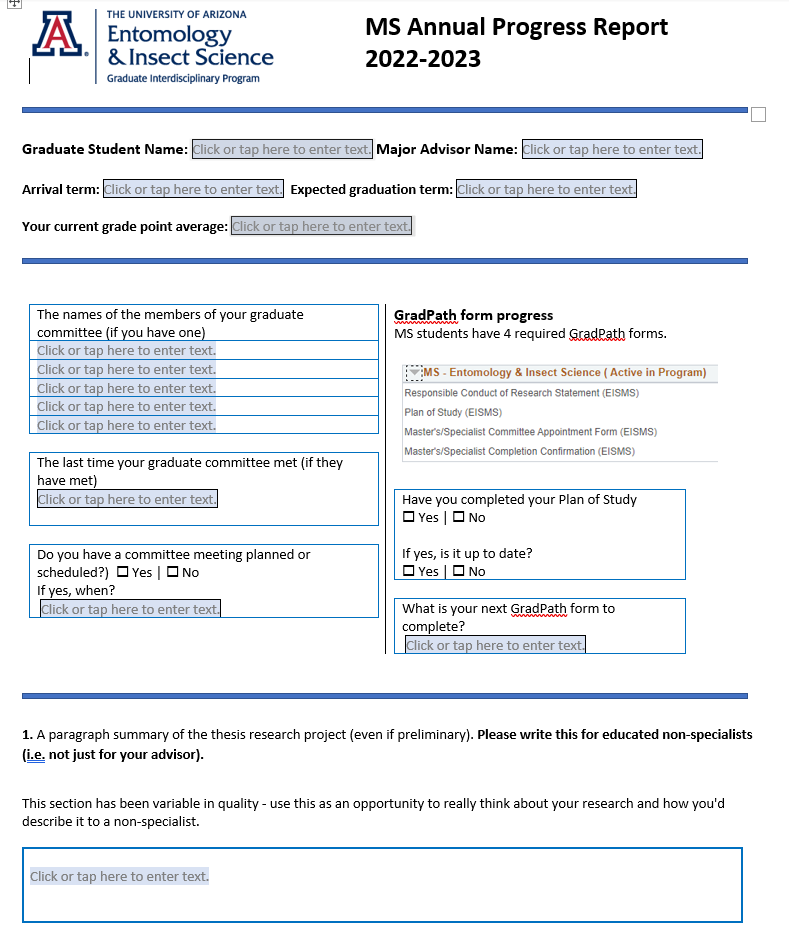 THE UNIVERSITY OF ARIZONA
Entomology
& Insect Science
Graduate Interdisciplinary Program
MS Annual Progress Report
2022-2023
Graduate Student Name: Click or tap here to enter text. Major Advisor Name: Click or tap here to enter text.
Arrival term: Click or tap here to enter text. Expected graduation term: Click or tap here to enter text.
Your current grade point average: Click or tap here to enter text.
The names of the members of your graduate
committee (if you have one)
Click or tap here to enter text.
Click or tap here to enter text.
Click or tap here to enter text.
Click or tap here to enter text.
Click or tap here to enter text.
The last time your graduate committee met (if they
have met)
Click or tap here to enter text.
Do you have a committee meeting planned or
scheduled?) ☐ Yes | ☐ No
If yes, when?
Click or tap here to enter text.
GradPath form progress
MS students have 4 required GradPath forms.
MS - Entomology & Insect Science ( Active in Program)
Responsible Conduct of Research Statement (EISMS)
Plan of Study (EISMS)
Master's/Specialist Committee Appointment Form (EISMS)
Master's/Specialist Completion Confirmation (EISMS)
Have you completed your Plan of Study
☐ Yes | ☐ No
If yes, is it up to date?
☐ Yes | ☐ No
What is your next GradPath form to
complete?
Click or tap here to enter text.
1. A paragraph summary of the thesis research project (even if preliminary). Please write this for educated non-specialists
(i.e. not just for your advisor).
This section has been variable in quality - use this as an opportunity to really think about your research and how you'd
describe it to a non-specialist.
Click or tap here to enter text.